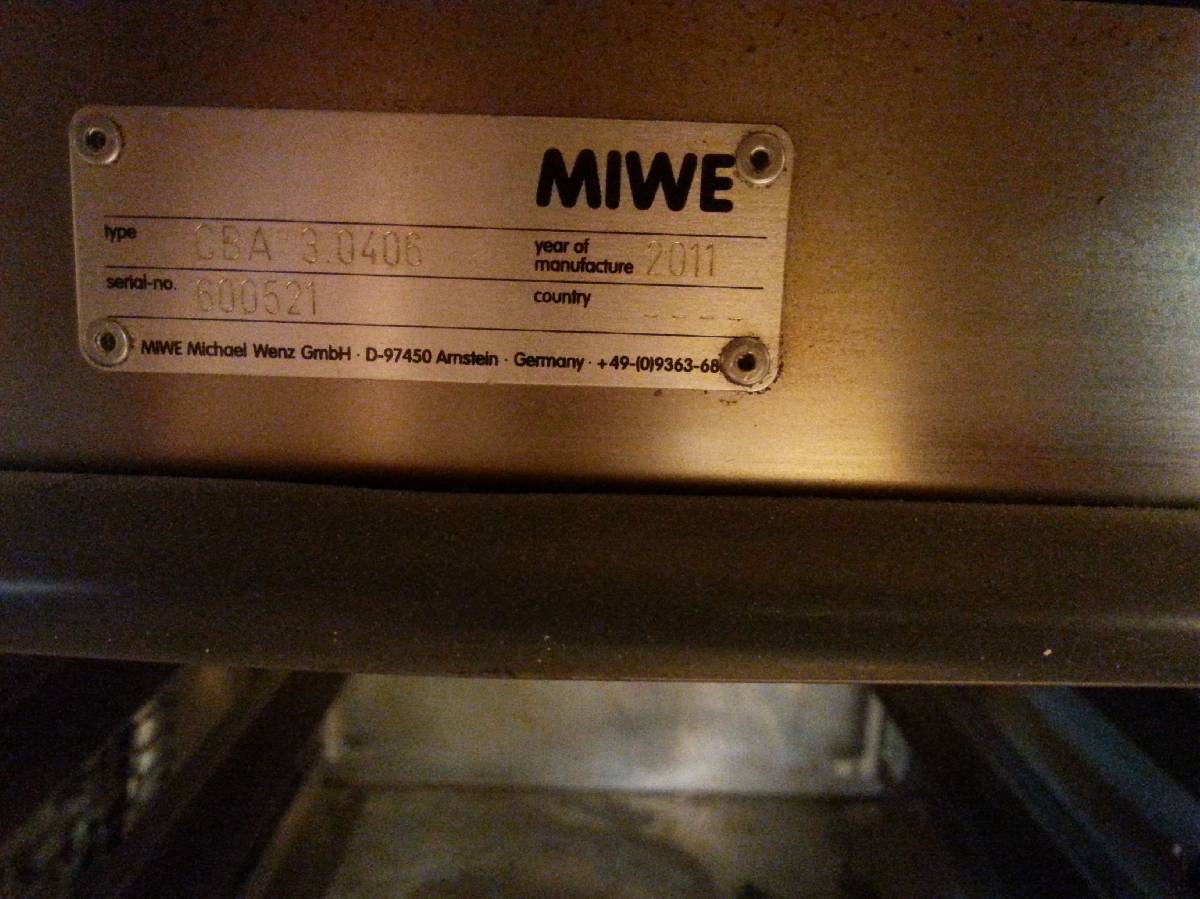 MIWE
type CBA 3.0406 year of manufacture 2011
serial-no. 600521 country ----
MIWE Michael Wenz GmbH · D-97450 Arnstein · Germany · +49-(0)9363-68